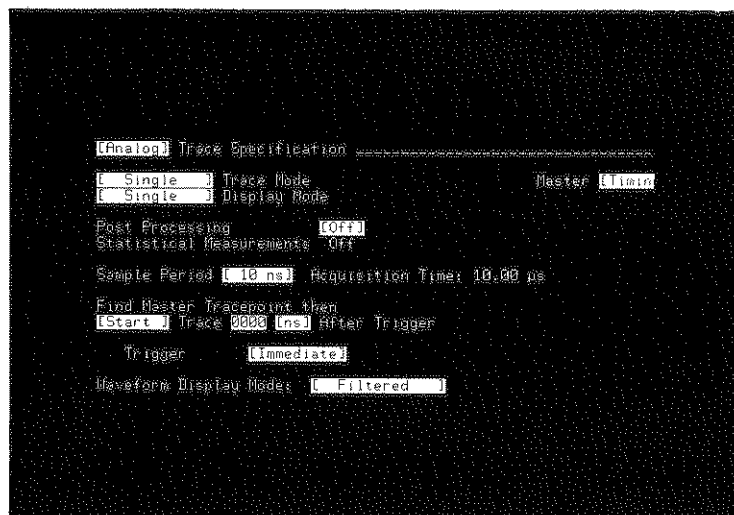 [Analog] Trace Specification
[ Single ] Trace Mode Master [Timin
[ Single ] Display Mode
Post Processing [Off]
Statistical Measurements Off
Sample Period [ 10 ns] Acquisition Time: 10.00 µs
Find Master Tracepoint then
[Start ] Trace 0000 [ns] After Trigger
Trigger [Immediate]
Waveform Display Mode: [ Filtered ]